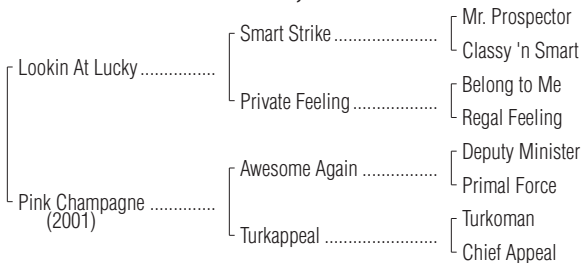 Mr. Prospector
Smart Strike ....................
Classy 'n Smart
Lookin At Lucky ...............
Belong to Me
Private Feeling .................
Regal Feeling
Deputy Minister
Awesome Again ...............
Primal Force
Pink Champagne .............
(2001)
Turkoman
Turkappeal .......................
Chief Appeal